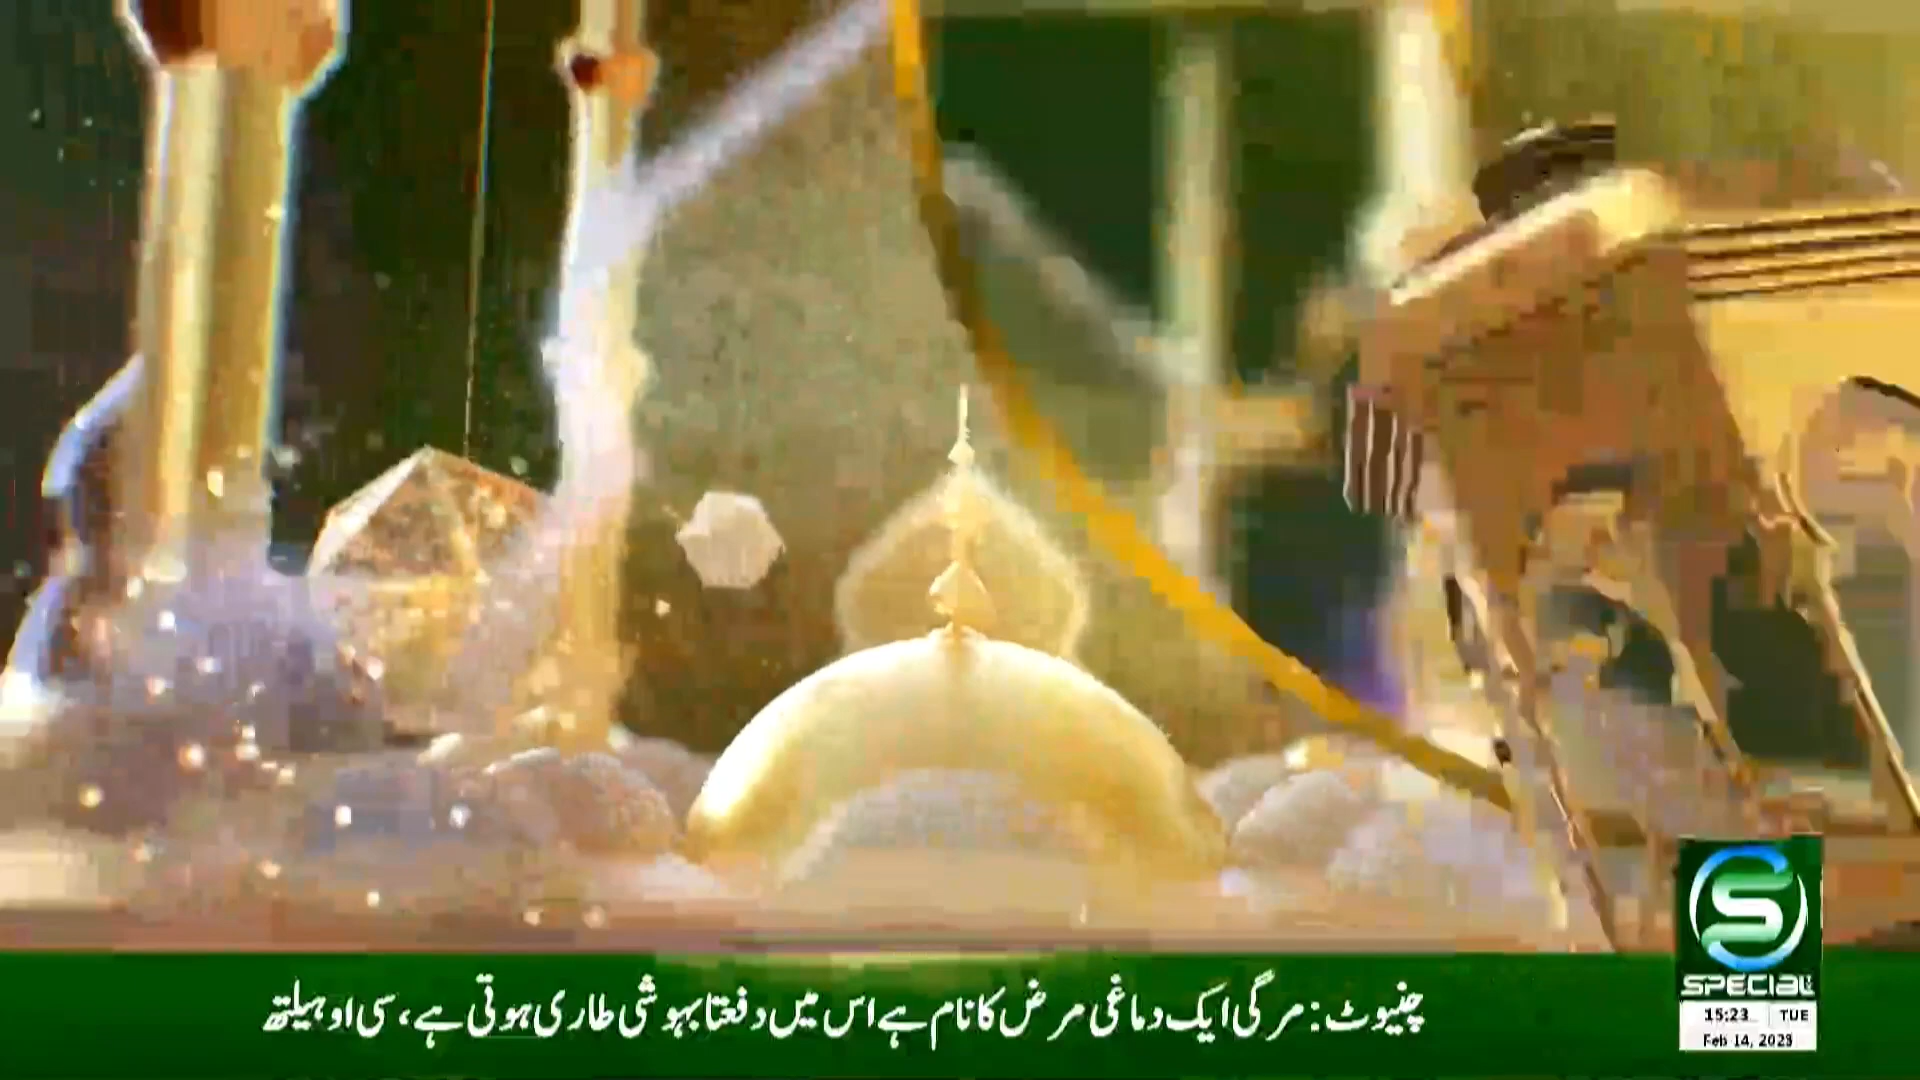 چنیوٹ: مرگی ایک دماغی مرض کا نام ہے اس میں دفعتا بہوشی طاری ہوتی ہے، سی او ہیلتھ
SPECIAL
15:23 TUE
Feb 14, 2023